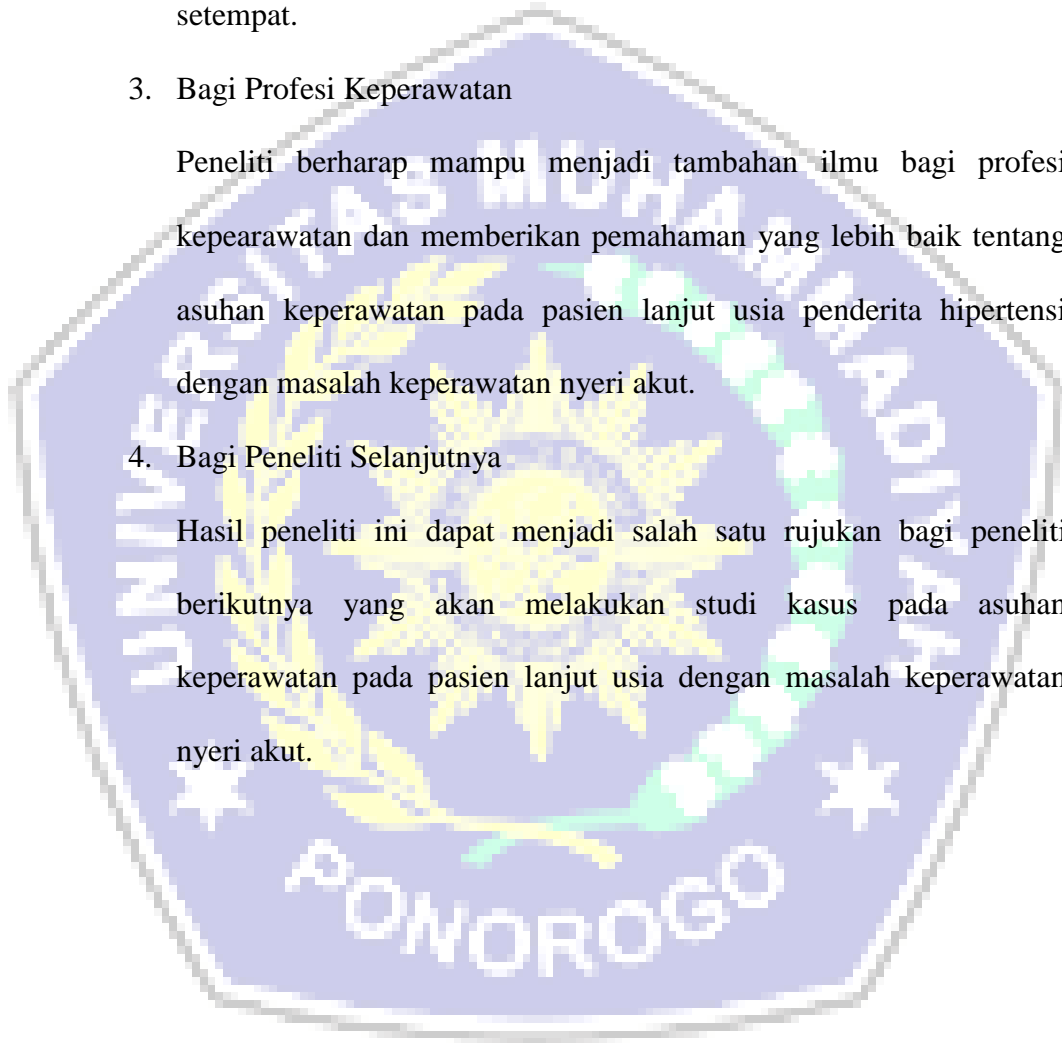 setempat.
3. Bagi Profesi Keperawatan
Peneliti berharap mampu menjadi tambahan ilmu bagi profesi
kepearawatan dan memberikan pemahaman yang lebih baik tentang
asuhan keperawatan pada pasien lanjut usia penderita hipertensi
dengan masalah keperawatan nyeri akut.
4. Bagi Peneliti Selanjutnya
Hasil peneliti ini dapat menjadi salah satu rujukan bagi peneliti
berikutnya yang akan melakukan studi kasus pada asuhan
keperawatan pada pasien lanjut usia dengan masalah keperawatan
nyeri akut.
UNIVERSITAS MUHAMMADIYAH
PONOROGO